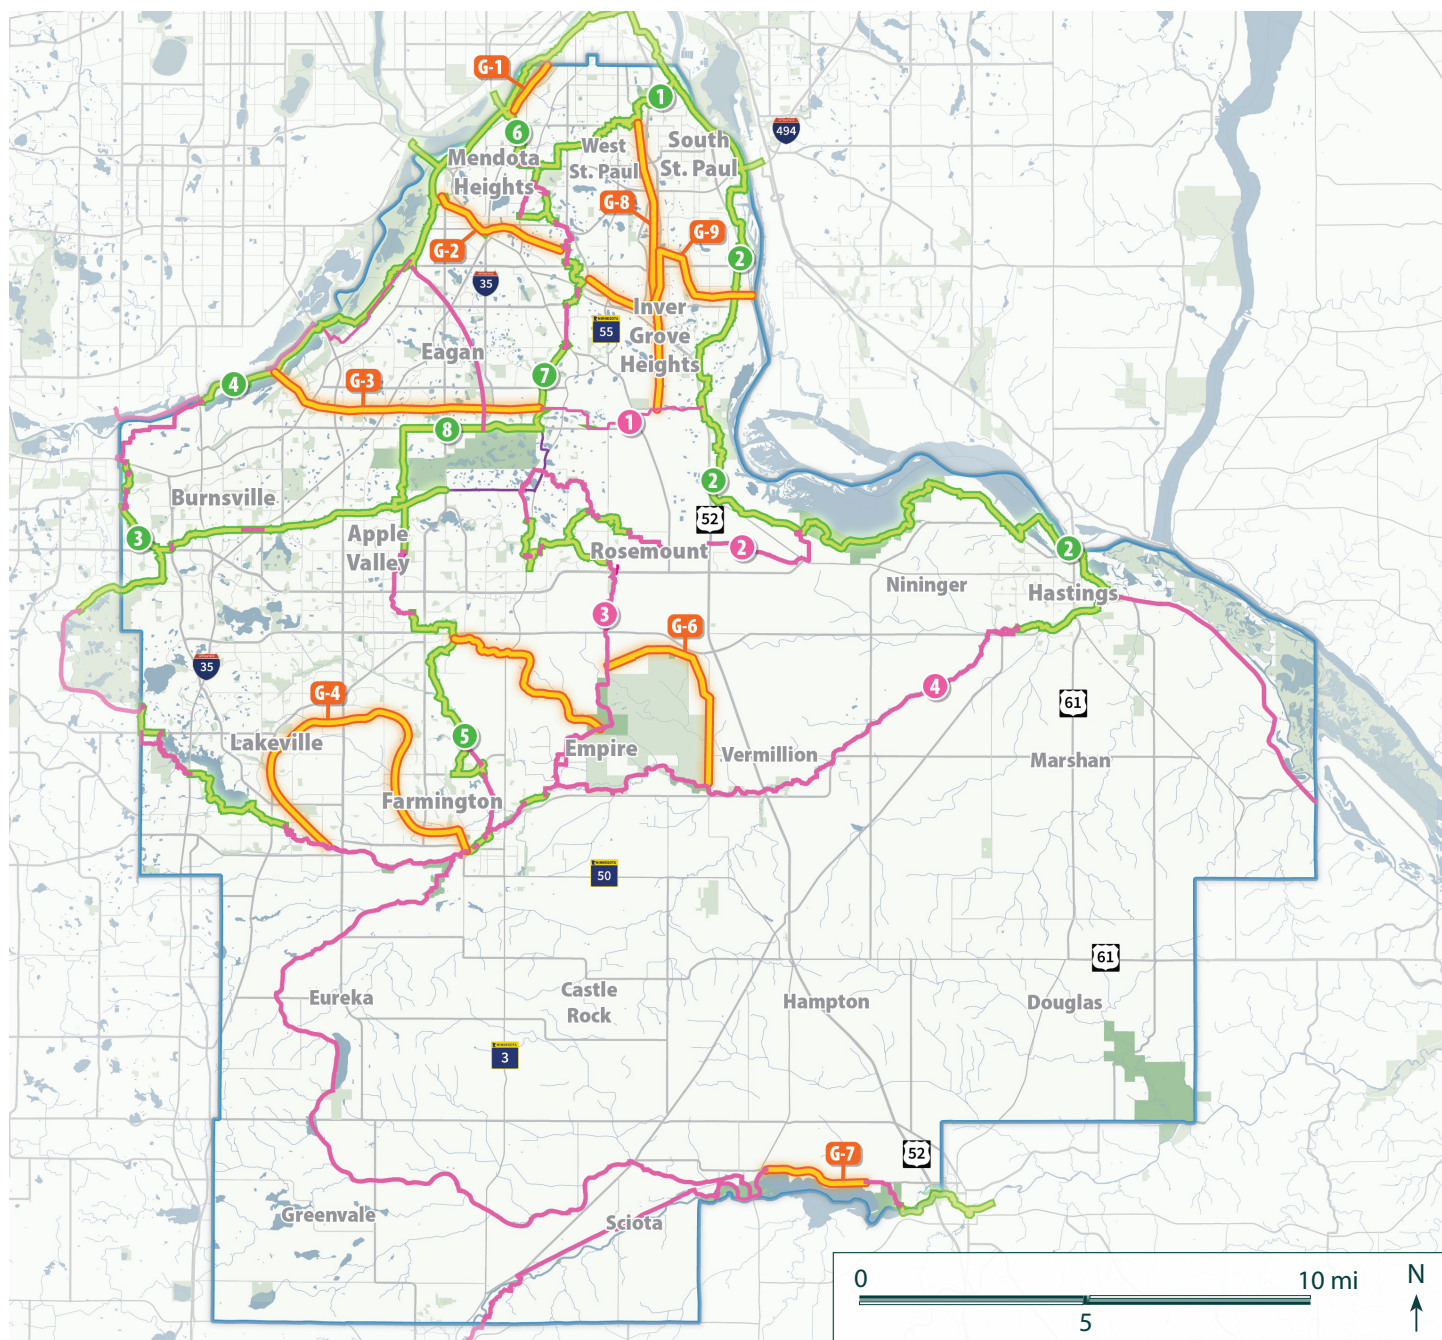 G-1
1
494
6
West
St. Paul
South
St. Paul
Mendota
Heights
G-8
G-9
G-2
2
35
Inver
Grove
Heights
MINNESOTA
55
Eagan
7
G-3
4
1
8
2
Burnsville
52
3
Apple
Valley
Rosemount
2
2
Nininger
Hastings
3
G-6
35
4
G-4
61
Lakeville
5
Empire
Vermillion
Marshan
Farmington
MINNESOTA
50
61
Eureka
Castle
Rock
Hampton
Douglas
MINNESOTA
3
G-7
52
Greenvale
Sciota
0
10 mi
N
5